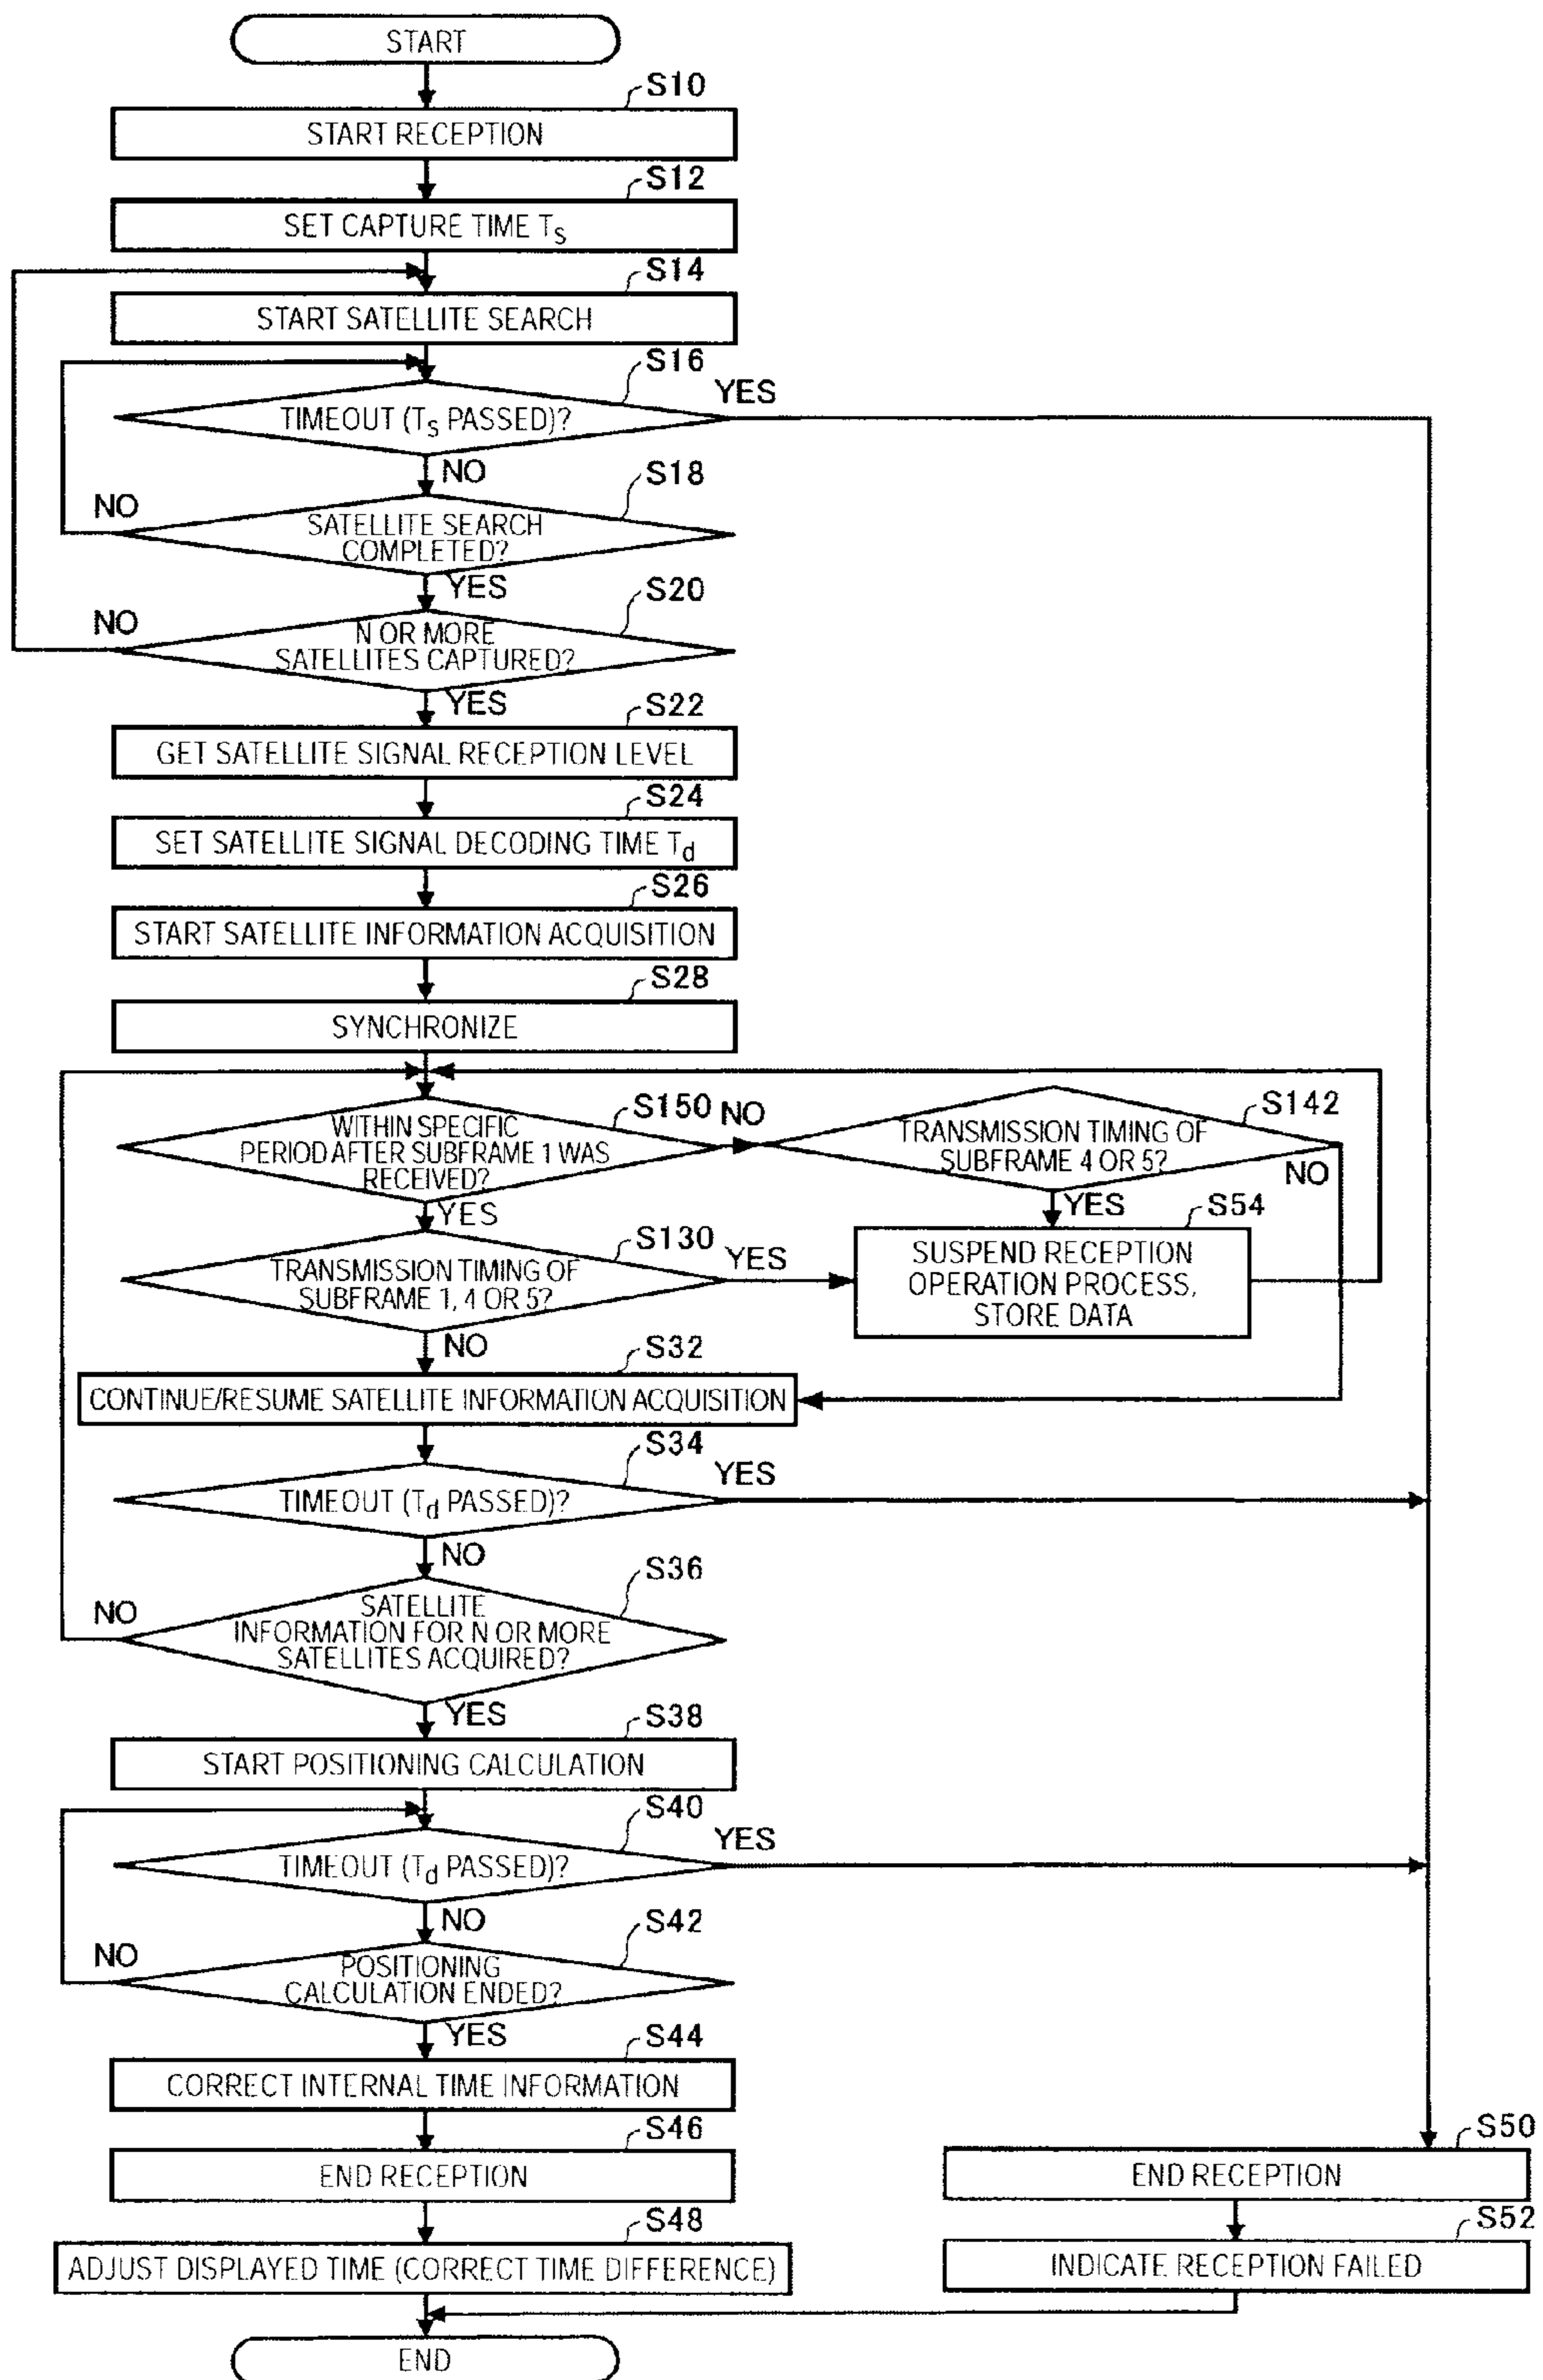 START
S10
START RECEPTION
S12
SET CAPTURE TIME Ts
S14
START SATELLITE SEARCH
S16
TIMEOUT (Ts PASSED)?
YES
NO
S18
SATELLITE SEARCH
COMPLETED?
NO
YES
S20
N OR MORE
SATELLITES CAPTURED?
NO
YES
S22
GET SATELLITE SIGNAL RECEPTION LEVEL
S24
SET SATELLITE SIGNAL DECODING TIME Td
S26
START SATELLITE INFORMATION ACQUISITION
S28
SYNCHRONIZE
S150
WITHIN SPECIFIC
PERIOD AFTER SUBFRAME 1 WAS
RECEIVED?
NO
YES
S142
TRANSMISSION TIMING OF
SUBFRAME 4 OR 5?
NO
YES
S54
SUSPEND RECEPTION
OPERATION PROCESS,
STORE DATA
S130
TRANSMISSION TIMING OF
SUBFRAME 1, 4 OR 5?
YES
NO
S32
CONTINUE/RESUME SATELLITE INFORMATION ACQUISITION
S34
TIMEOUT (Td PASSED)?
YES
NO
S36
SATELLITE
INFORMATION FOR N OR MORE
SATELLITES ACQUIRED?
NO
YES
S38
START POSITIONING CALCULATION
S40
TIMEOUT (Td PASSED)?
YES
NO
S42
POSITIONING
CALCULATION ENDED?
NO
YES
S44
CORRECT INTERNAL TIME INFORMATION
S46
END RECEPTION
S48
ADJUST DISPLAYED TIME (CORRECT TIME DIFFERENCE)
S50
END RECEPTION
S52
INDICATE RECEPTION FAILED
END